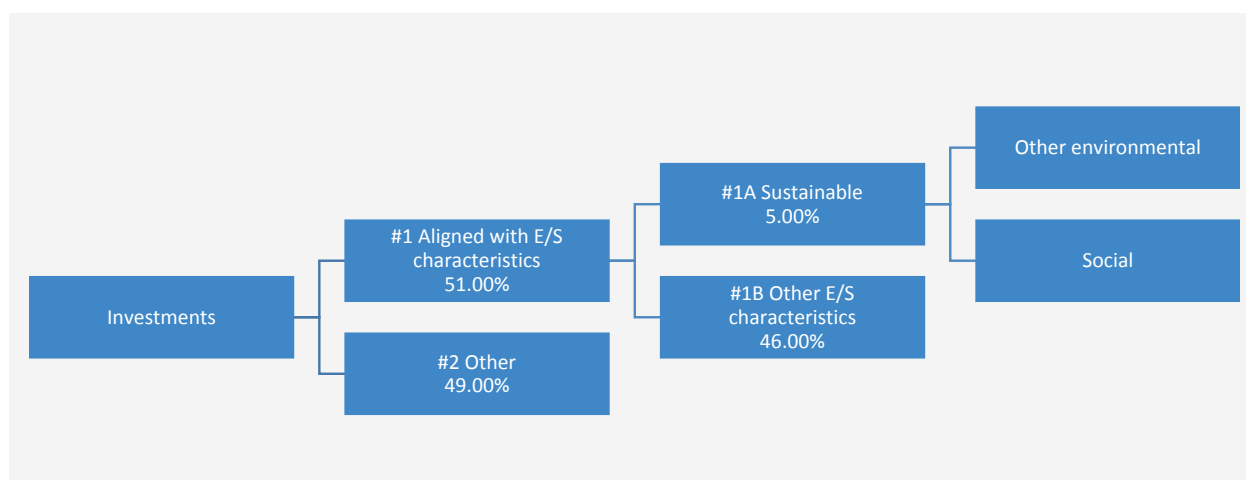 Investments
#1 Aligned with E/S
characteristics
51.00%
#2 Other
49.00%
#1A Sustainable
5.00%
#1B Other E/S
characteristics
46.00%
Other environmental
Social